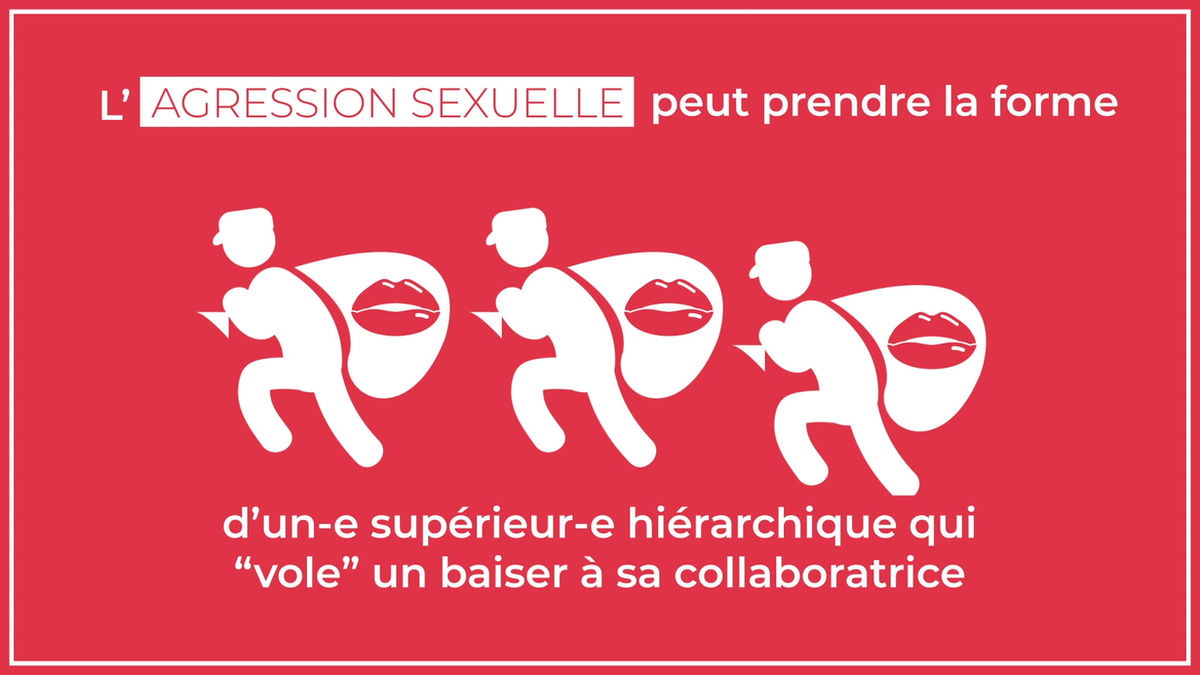 L' AGRESSION SEXUELLE peut prendre la forme
d'un-e supérieur-e hiérarchique qui
“vole” un baiser à sa collaboratrice